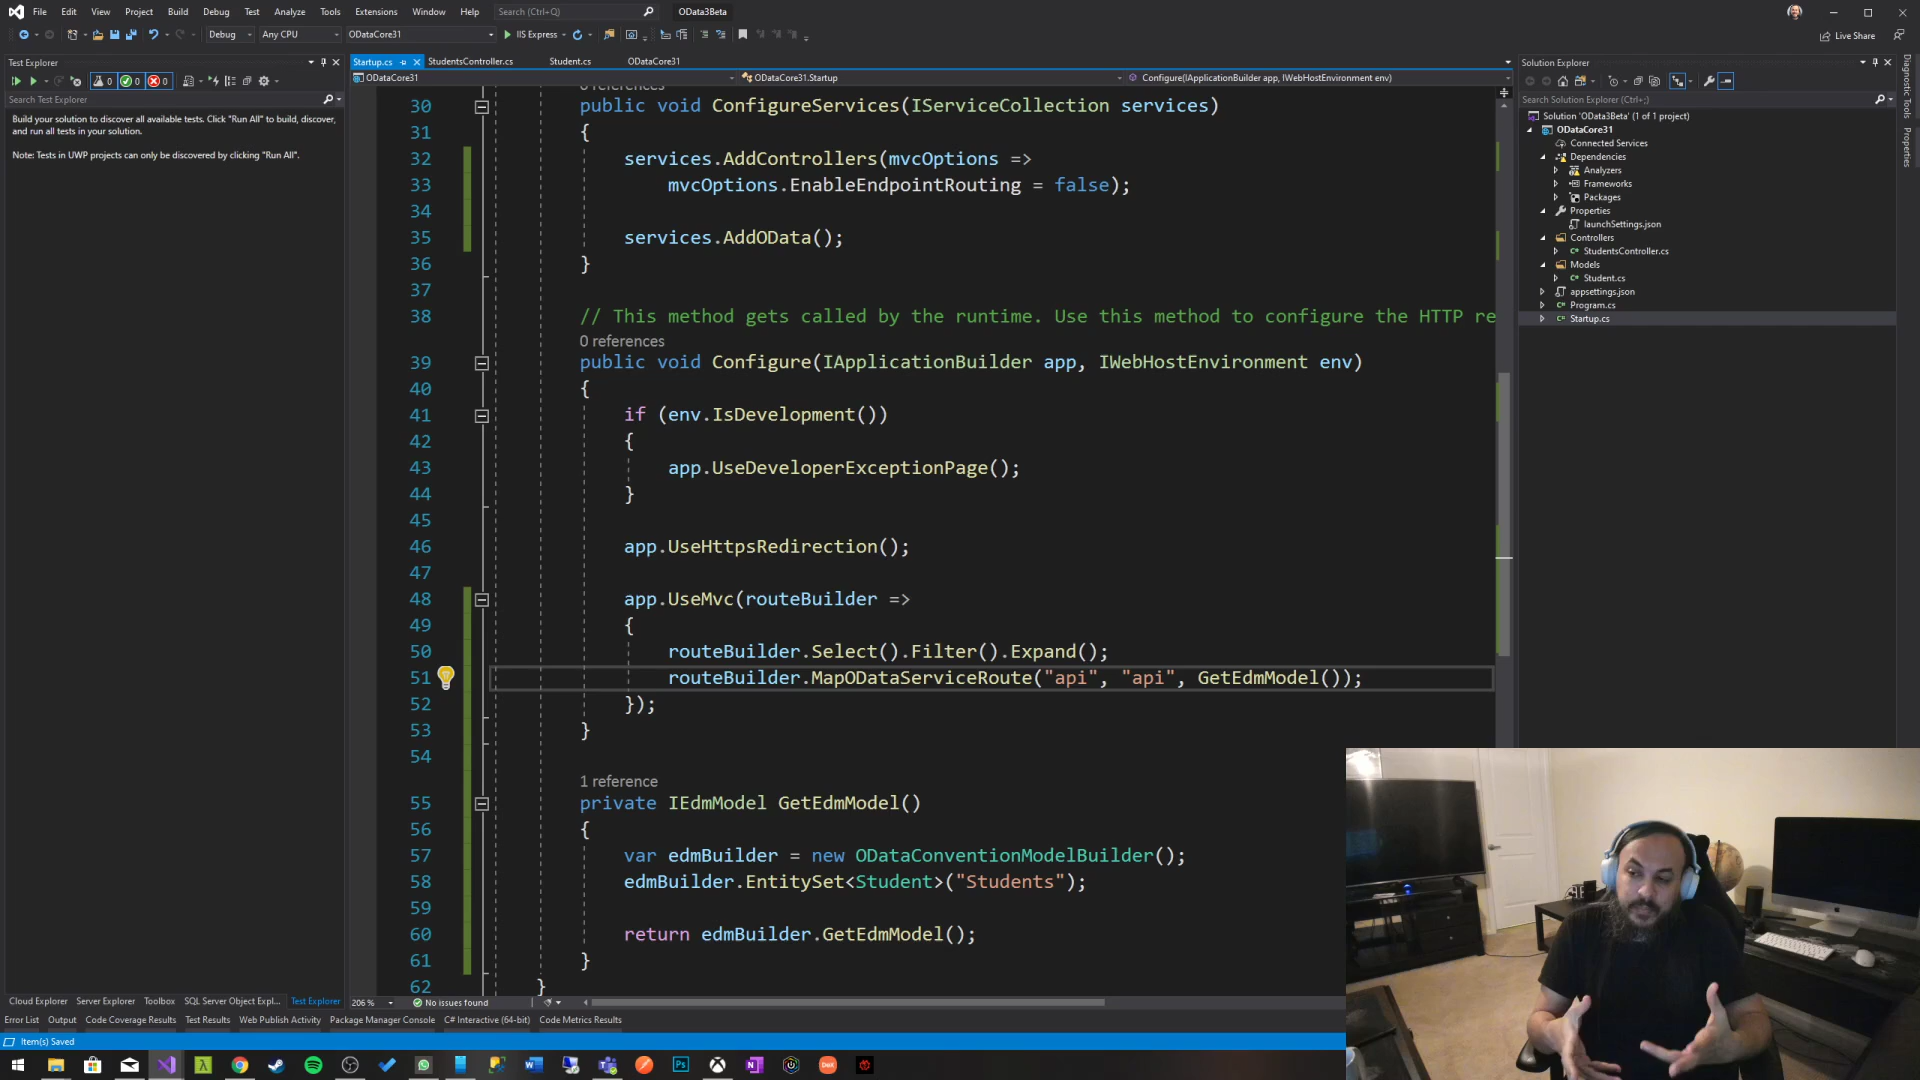 File Edit View Project Build Debug Test Analyze Tools Extensions Window Help Search (Ctrl+Q) OData3Beta
Live Share
Debug Any CPU ODataCore31 IIS Express
Test Explorer
0 0 0
Search Test Explorer
Build your solution to discover all available tests. Click "Run All" to build, discover,
and run all tests in your solution.
Note: Tests in UWP projects can only be discovered by clicking "Run All".
Startup.cs StudentsController.cs Student.cs ODataCore31
ODataCore31 ODataCore31.Startup Configure(IApplicationBuilder app, IWebHostEnvironment env)
0 references
30 public void ConfigureServices(IServiceCollection services)
31 {
32 services.AddControllers(mvcOptions =>
33 mvcOptions.EnableEndpointRouting = false);
34
35 services.AddOData();
36 }
37
38 // This method gets called by the runtime. Use this method to configure the HTTP re
0 references
39 public void Configure(IApplicationBuilder app, IWebHostEnvironment env)
40 {
41 if (env.IsDevelopment())
42 {
43 app.UseDeveloperExceptionPage();
44 }
45
46 app.UseHttpsRedirection();
47
48 app.UseMvc(routeBuilder =>
49 {
50 routeBuilder.Select().Filter().Expand();
51 routeBuilder.MapODataServiceRoute("api", "api", GetEdmModel());
52 });
53 }
54
1 reference
55 private IEdmModel GetEdmModel()
56 {
57 var edmBuilder = new ODataConventionModelBuilder();
58 edmBuilder.EntitySet<Student>("Students");
59
60 return edmBuilder.GetEdmModel();
61 }
62 }
206 % No issues found
Solution Explorer
Search Solution Explorer (Ctrl+;)
Solution 'OData3Beta' (1 of 1 project)
ODataCore31
Connected Services
Dependencies
Analyzers
Frameworks
Packages
Properties
launchSettings.json
Controllers
StudentsController.cs
Models
Student.cs
appsettings.json
Program.cs
Startup.cs
Diagnostic Tools
Properties
Cloud Explorer Server Explorer Toolbox SQL Server Object Expl... Test Explorer
Error List Output Code Coverage Results Test Results Web Publish Activity Package Manager Console C# Interactive (64-bit) Code Metrics Results
Item(s) Saved